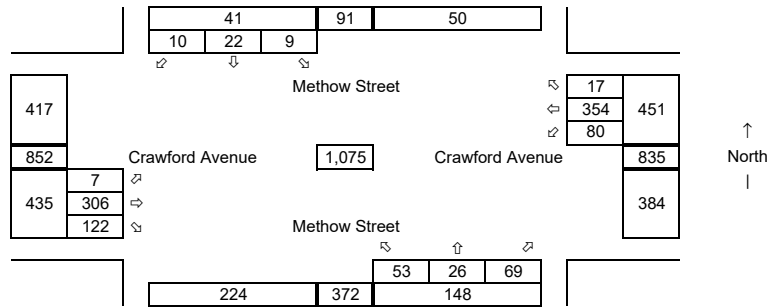 41 91 50
10 22 9
⬃ ⇩ ⬂
Methow Street
⬁ 17
417 ⇦ 354 451
⬃ 80
↑
852 Crawford Avenue 1,075 Crawford Avenue 835 North
7 ⬀ |
435 306 ⇨ 384
122 ⬂ Methow Street
⬁ ⇧ ⬀
53 26 69
224 372 148